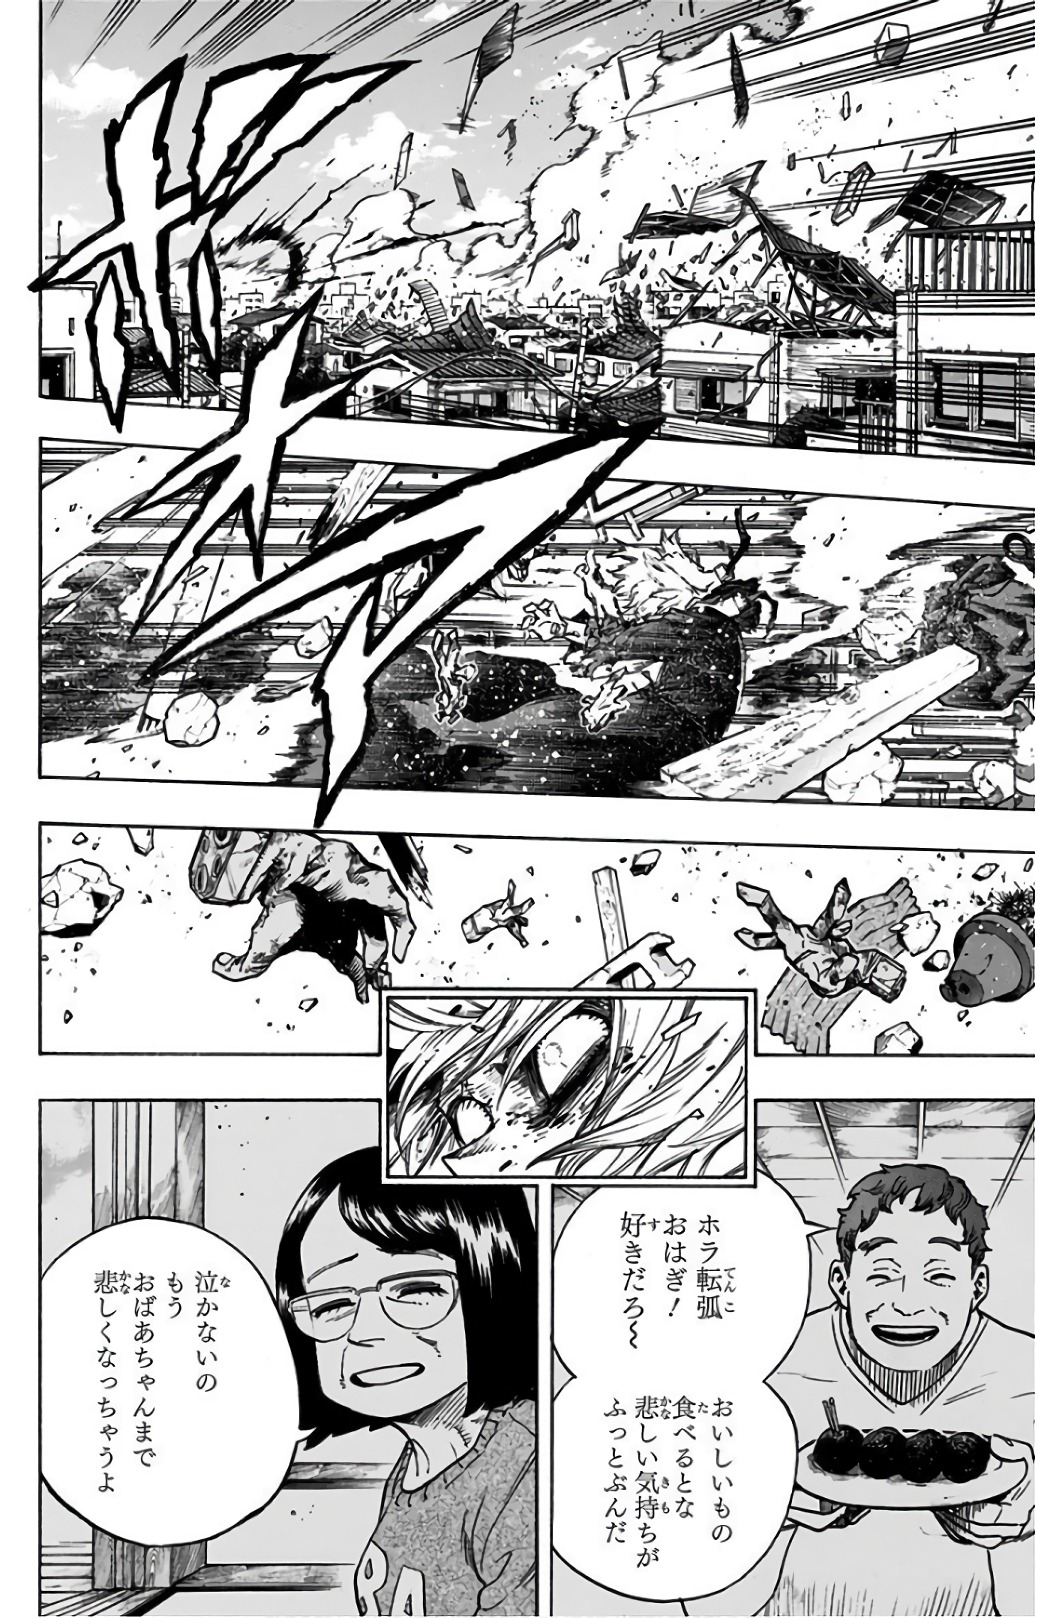 ホラ転弧
おはぎ！
好きだろ〜
おいしいもの
食べるとな
悲しい気持ちが
ふっとぶんだ
泣かないの
もう
おばあちゃんまで
悲しくなっちゃうよ